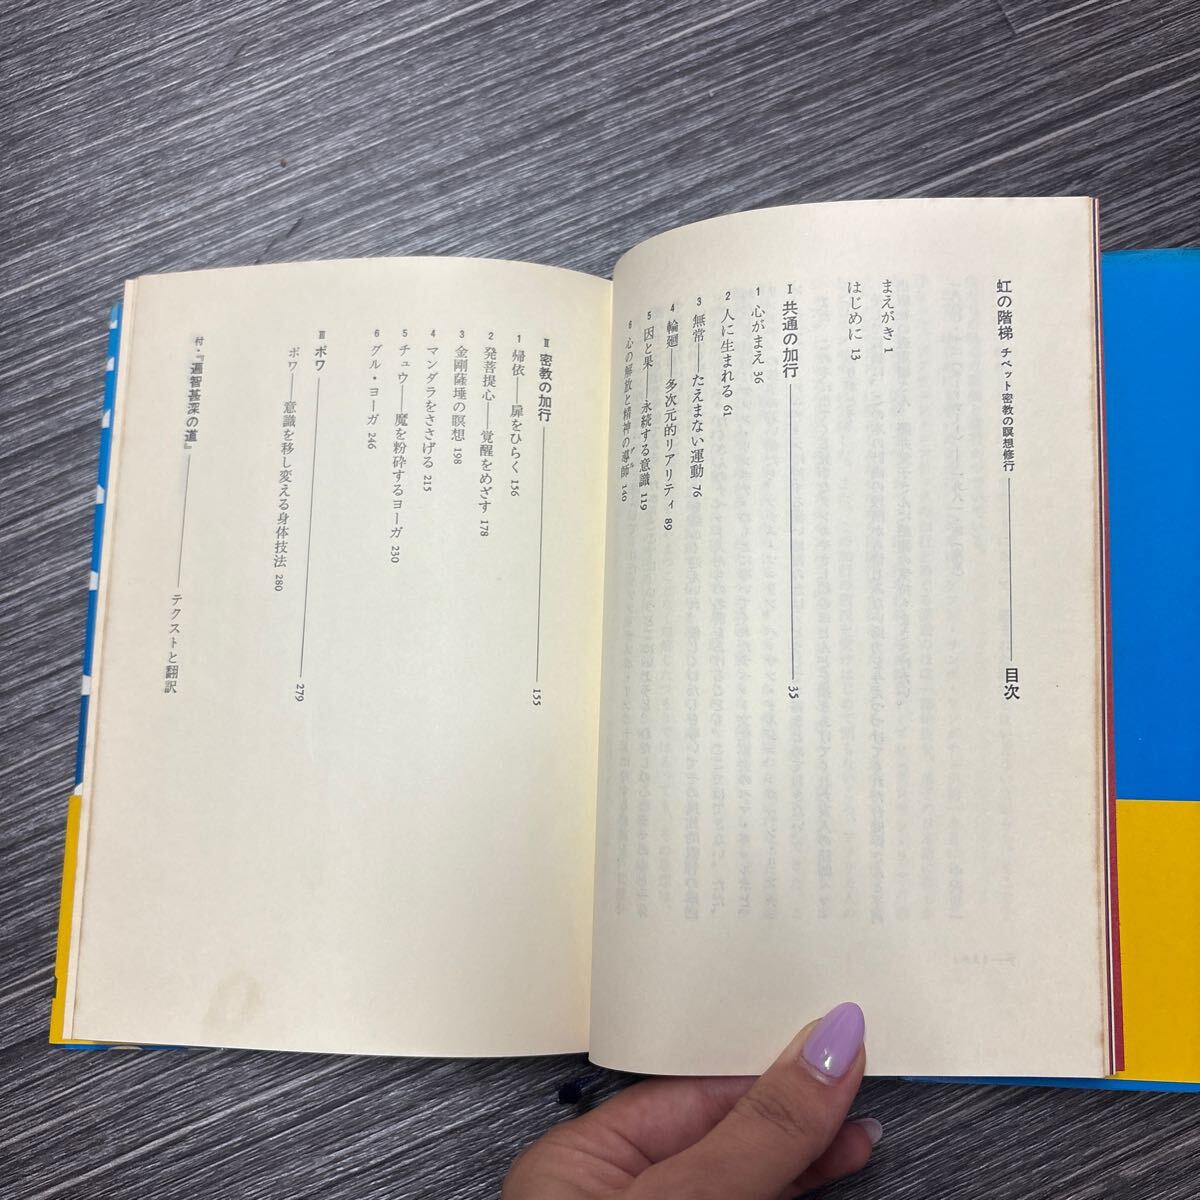 虹の階梯 チベット密教の瞑想修行――目次
まえがき 1
はじめに 13
I 共通の加行――35
1 心がまえ 36
2 人に生まれる 61
3 無常――たえまない運動 76
4 輪廻――多次元的リアリティ 89
5 因と果――永続する意識 119
6 心の解放と精神の導師 140
II 密教の加行――155
1 帰依――扉をひらく 156
2 発菩提心――覚醒をめざす 178
3 金剛薩埵の瞑想 198
4 マンダラをささげる 215
5 チュウ――魔を粉砕するヨーガ 230
6 グル・ヨーガ 246
III ポワ――279
ポワ――意識を移し変える身体技法 280
付・『遍智甚深の道』――テクストと翻訳